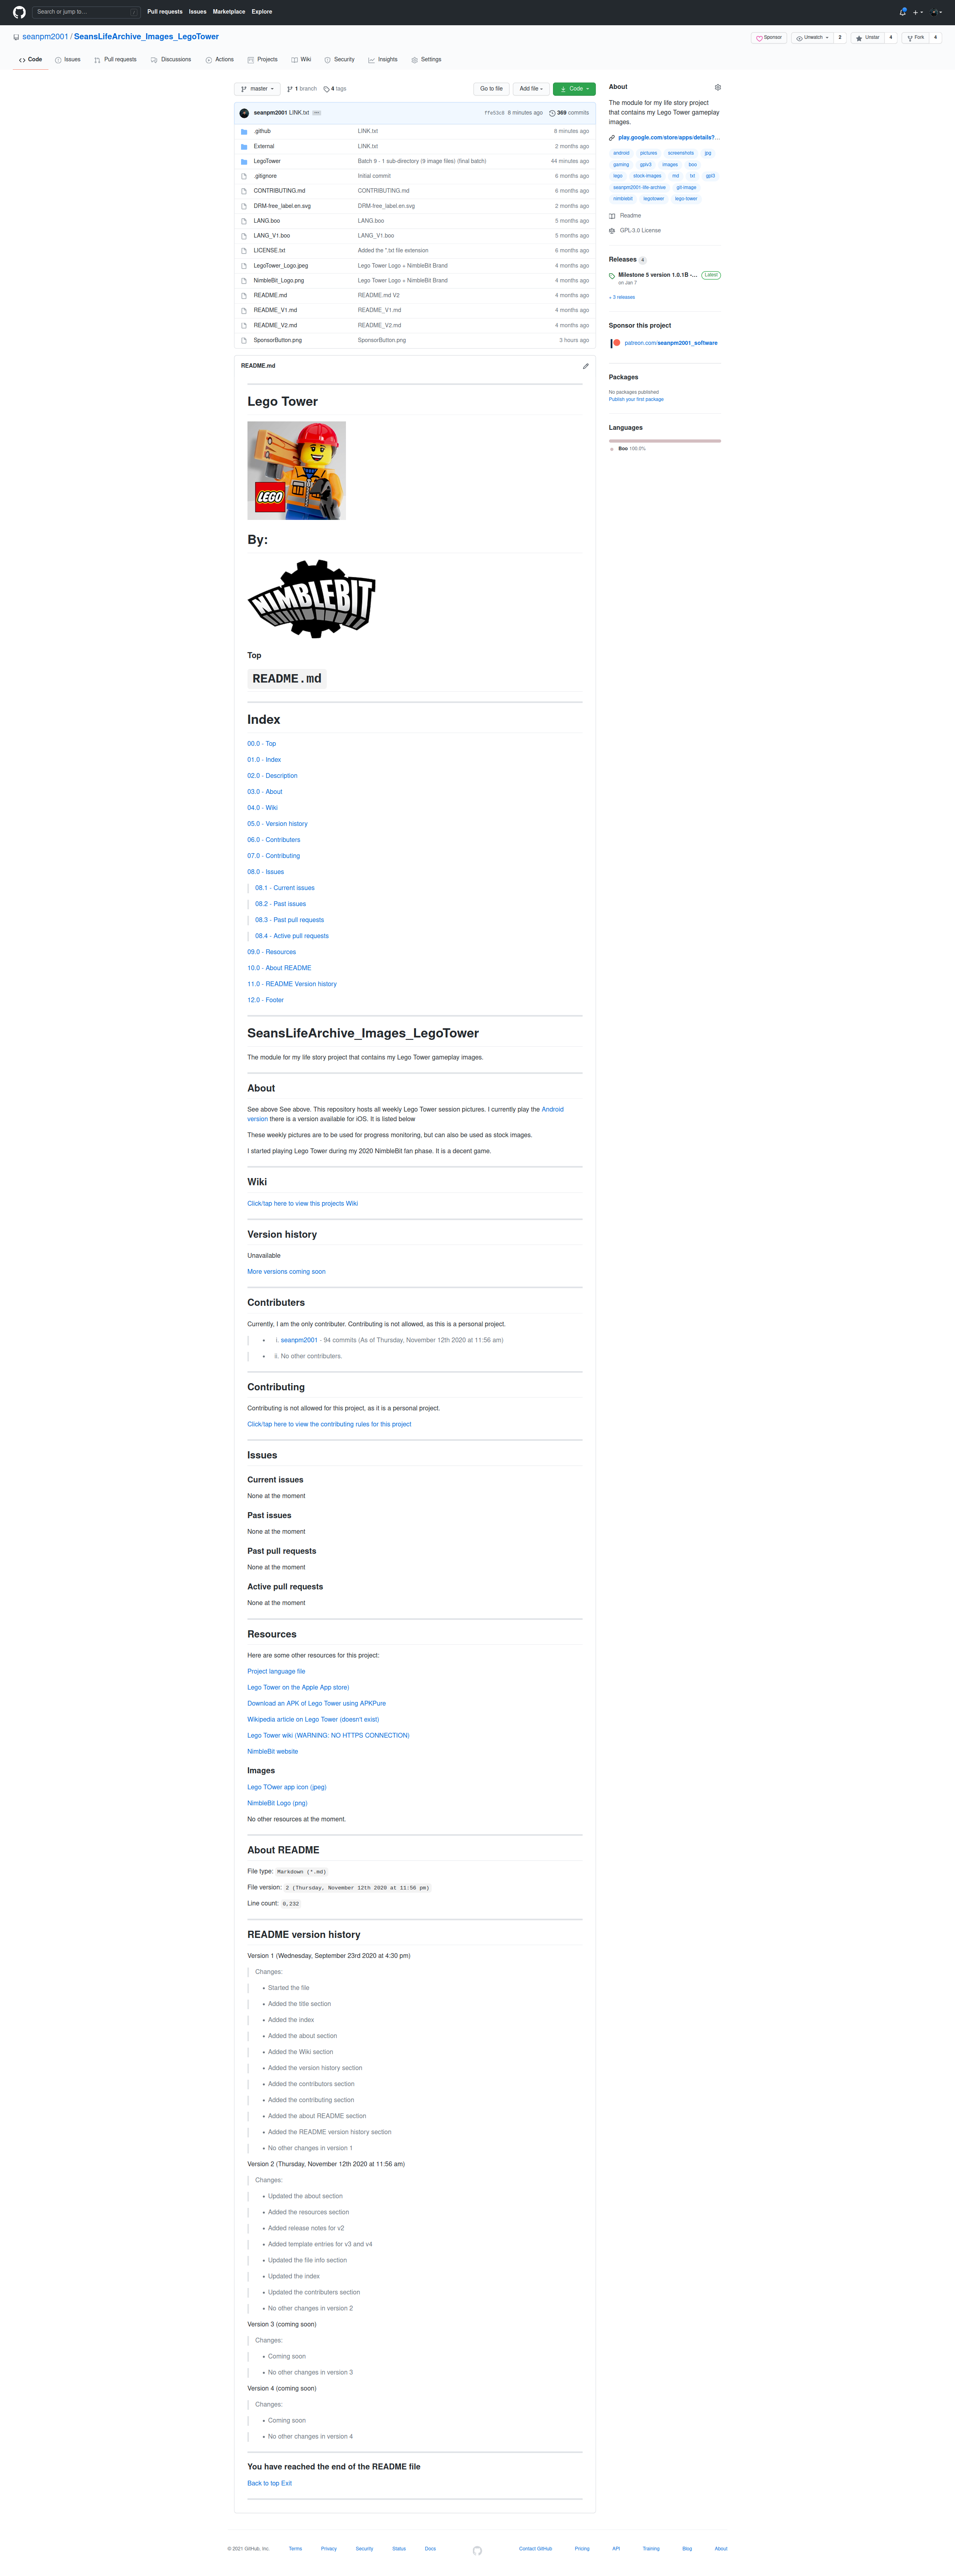 Search or jump to... / Pull requests Issues Marketplace Explore
seanpm2001 / SeansLifeArchive_Images_LegoTower Sponsor Unwatch 2 Unstar 4 Fork 4
Code Issues Pull requests Discussions Actions Projects Wiki Security Insights Settings
master 1 branch 4 tags Go to file Add file Code
seanpm2001 LINK.txt 8 minutes ago 369 commits
.github LINK.txt 8 minutes ago
External LINK.txt 2 months ago
LegoTower Batch 9 - 1 sub-directory (9 image files) (final batch) 44 minutes ago
.gitignore Initial commit 6 months ago
CONTRIBUTING.md CONTRIBUTING.md 6 months ago
DRM-free_label.en.svg DRM-free_label.en.svg 2 months ago
LANG.boo LANG.boo 5 months ago
LANG_V1.boo LANG_V1.boo 5 months ago
LICENSE.txt Added the *.txt file extension 6 months ago
LegoTower_Logo.jpeg Lego Tower Logo + NimbleBit Brand 4 months ago
NimbleBit_Logo.png Lego Tower Logo + NimbleBit Brand 4 months ago
README.md README.md V2 4 months ago
README_V1.md README_V1.md 4 months ago
README_V2.md README_V2.md 4 months ago
SponsorButton.png SponsorButton.png 3 hours ago
README.md
Lego Tower
LEGO
By:
NIMBLEBIT
Top
README.md
Index
00.0 - Top
01.0 - Index
02.0 - Description
03.0 - About
04.0 - Wiki
05.0 - Version history
06.0 - Contributers
07.0 - Contributing
08.0 - Issues
08.1 - Current issues
08.2 - Past issues
08.3 - Past pull requests
08.4 - Active pull requests
09.0 - Resources
10.0 - About README
11.0 - README Version history
12.0 - Footer
SeansLifeArchive_Images_LegoTower
The module for my life story project that contains my Lego Tower gameplay images.
About
See above See above. This repository hosts all weekly Lego Tower session pictures. I currently play the Android
version there is a version available for iOS. It is listed below
These weekly pictures are to be used for progress monitoring, but can also be used as stock images.
I started playing Lego Tower during my 2020 NimbleBit fan phase. It is a decent game.
Wiki
Click/tap here to view this projects Wiki
Version history
Unavailable
More versions coming soon
Contributers
Currently, I am the only contributer. Contributing is not allowed, as this is a personal project.
• i. seanpm2001 - 94 commits (As of Thursday, November 12th 2020 at 11:56 am)
• ii. No other contributers.
Contributing
Contributing is not allowed for this project, as it is a personal project.
Click/tap here to view the contributing rules for this project
Issues
Current issues
None at the moment
Past issues
None at the moment
Past pull requests
None at the moment
Active pull requests
None at the moment
Resources
Here are some other resources for this project:
Project language file
Lego Tower on the Apple App store)
Download an APK of Lego Tower using APKPure
Wikipedia article on Lego Tower (doesn't exist)
Lego Tower wiki (WARNING: NO HTTPS CONNECTION)
NimbleBit website
Images
Lego TOwer app icon (jpeg)
NimbleBit Logo (png)
No other resources at the moment.
About README
File type: Markdown (*.md)
File version: 2 (Thursday, November 12th 2020 at 11:56 pm)
Line count: 0,232
README version history
Version 1 (Wednesday, September 23rd 2020 at 4:30 pm)
Changes:
• Started the file
• Added the title section
• Added the index
• Added the about section
• Added the Wiki section
• Added the version history section
• Added the contributors section
• Added the contributing section
• Added the about README section
• Added the README version history section
• No other changes in version 1
Version 2 (Thursday, November 12th 2020 at 11:56 am)
Changes:
• Updated the about section
• Added the resources section
• Added release notes for v2
• Added template entries for v3 and v4
• Updated the file info section
• Updated the index
• Updated the contributers section
• No other changes in version 2
Version 3 (coming soon)
Changes:
• Coming soon
• No other changes in version 3
Version 4 (coming soon)
Changes:
• Coming soon
• No other changes in version 4
You have reached the end of the README file
Back to top Exit
About
The module for my life story project
that contains my Lego Tower gameplay
images.
play.google.com/store/apps/details?...
android pictures screenshots jpg
gaming gplv3 images boo
lego stock-images md txt gpl3
seanpm2001-life-archive git-image
nimblebit legotower lego-tower
Readme
GPL-3.0 License
Releases 4
Milestone 5 version 1.0.1B -... Latest
on Jan 7
+ 3 releases
Sponsor this project
patreon.com/seanpm2001_software
Packages
No packages published
Publish your first package
Languages
Boo 100.0%
© 2021 GitHub, Inc. Terms Privacy Security Status Docs Contact GitHub Pricing API Training Blog About